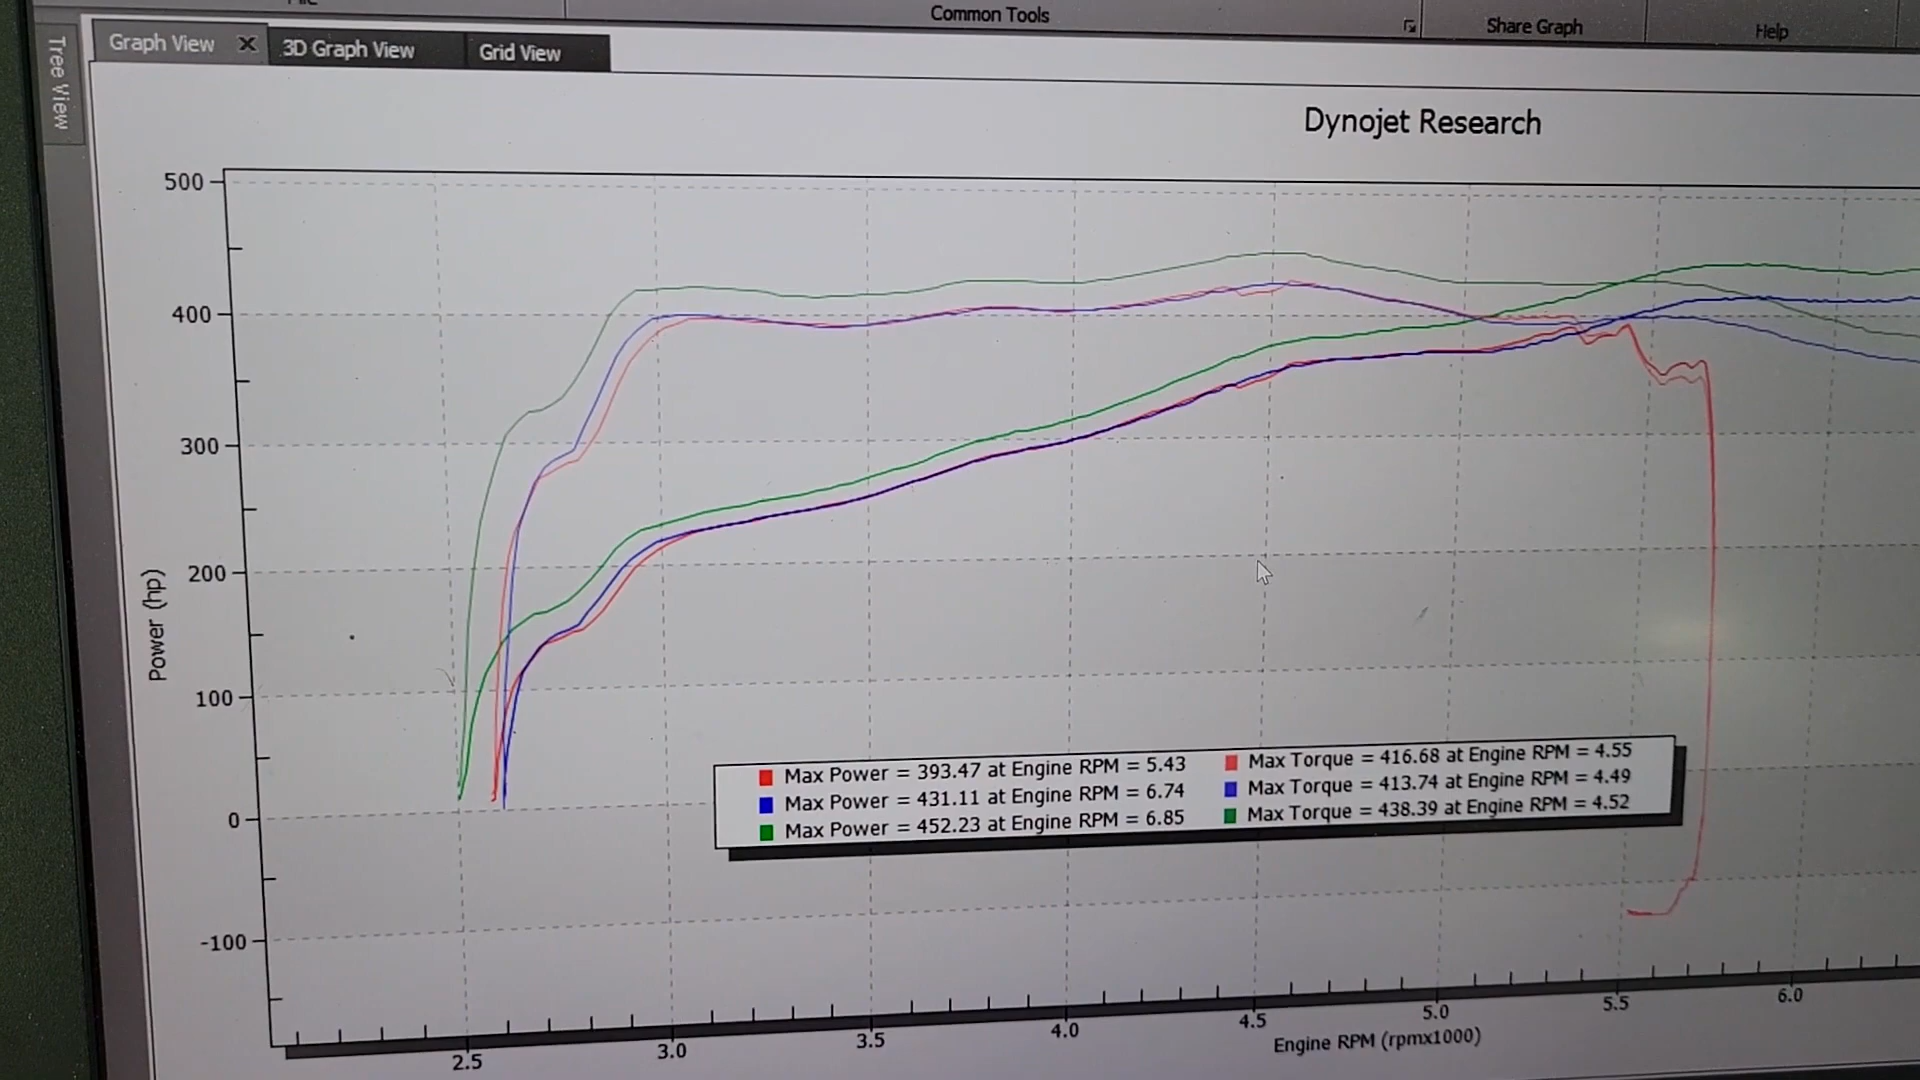 Common Tools
Share Graph
Help
Tree View
Graph View
3D Graph View
Grid View
Dynojet Research
500
400
300
200
100
0
-100
Power (hp)
Max Power = 393.47 at Engine RPM = 5.43
Max Torque = 416.68 at Engine RPM = 4.55
Max Power = 431.11 at Engine RPM = 6.74
Max Torque = 413.74 at Engine RPM = 4.49
Max Power = 452.23 at Engine RPM = 6.85
Max Torque = 438.39 at Engine RPM = 4.52
2.5
3.0
3.5
4.0
4.5
5.0
5.5
6.0
Engine RPM (rpmx1000)